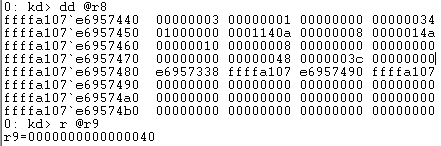 0: kd> dd @r8
ffffa107`e6957440  00000003 00000001 00000000 00000034
ffffa107`e6957450  01000000 0001140a 00000008 0000014a
ffffa107`e6957460  00000010 00000008 00000000 00000000
ffffa107`e6957470  00000000 00000048 0000003c 00000000
ffffa107`e6957480  e6957338 ffffa107 e6957490 ffffa107
ffffa107`e6957490  00000000 00000000 00000000 00000000
ffffa107`e69574a0  00000000 00000000 00000000 00000000
ffffa107`e69574b0  00000000 00000000 00000000 00000000
0: kd> r @r9
r9=0000000000000040